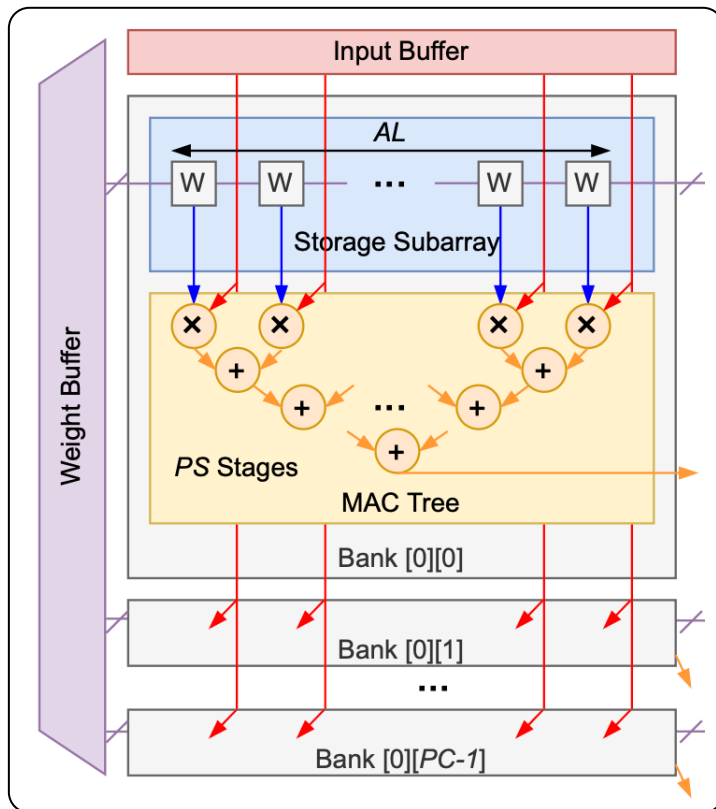 Input Buffer
AL
W W ... W W
Storage Subarray
Weight Buffer
× × × ×
+ +
+ ... +
+
PS Stages
MAC Tree
Bank [0][0]
Bank [0][1]
...
Bank [0][PC-1]